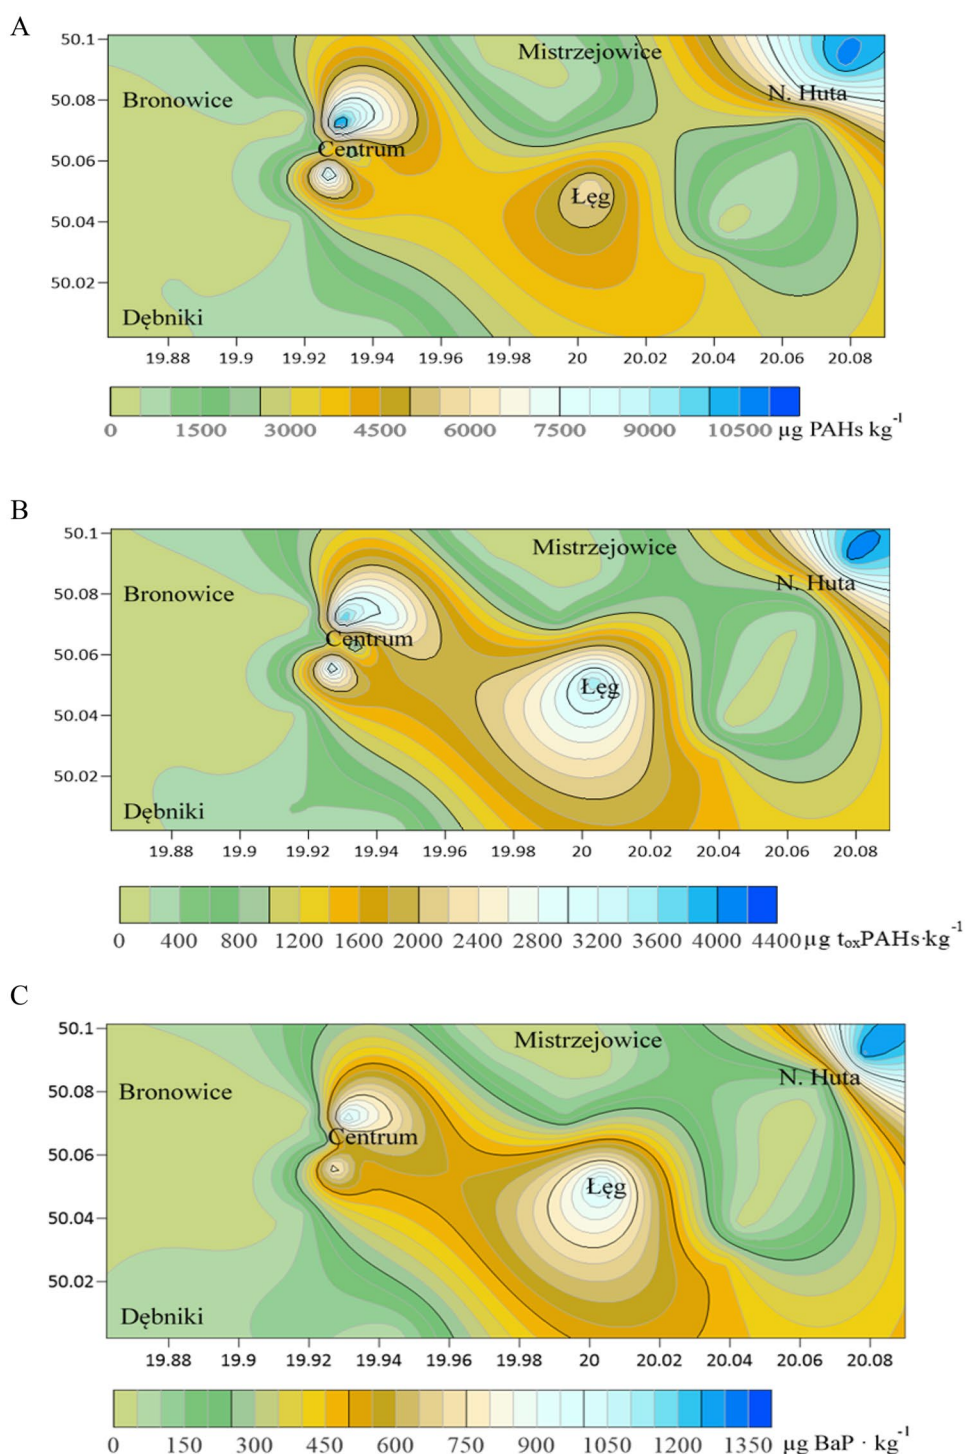 A
50.1
Mistrzejowice
Bronowice
50.08
N. Huta
50.06
Centrum
Łęg
50.04
50.02
Dębniki
19.88 19.9 19.92 19.94 19.96 19.98 20 20.02 20.04 20.06 20.08
0 1500 3000 4500 6000 7500 9000 10500 µg PAHs kg⁻¹
B
50.1
Mistrzejowice
Bronowice
50.08
N. Huta
50.06
Centrum
Łęg
50.04
50.02
Dębniki
19.88 19.9 19.92 19.94 19.96 19.98 20 20.02 20.04 20.06 20.08
0 400 800 1200 1600 2000 2400 2800 3200 3600 4000 4400 µg tₒₓPAHs·kg⁻¹
C
50.1
Mistrzejowice
Bronowice
50.08
N. Huta
50.06
Centrum
Łęg
50.04
50.02
Dębniki
19.88 19.9 19.92 19.94 19.96 19.98 20 20.02 20.04 20.06 20.08
0 150 300 450 600 750 900 1050 1200 1350 µg BaP · kg⁻¹